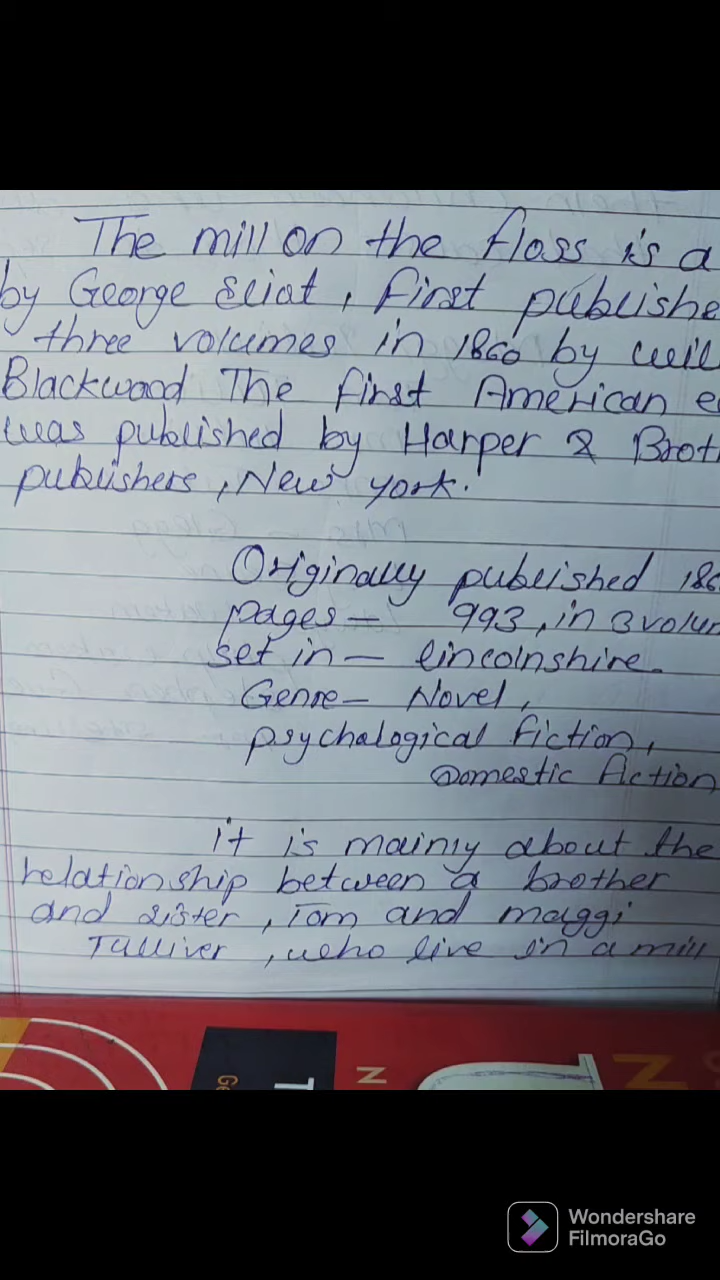 The mill on the floss is a
by George Eliat, first publishe
three volumes in 1860 by will
Blackwood The first American e
was published by Harper & Brot
publishers, New york.
Originally published 186
pages - 993, in 3 volum
set in - lincolnshire.
Genre - Novel,
psychalogical fiction,
Domestic fiction
it is mainly about the
relationship between a brother
and sister, Tom and maggi
Tulliver, who live in a mill
Wondershare
FilmoraGo